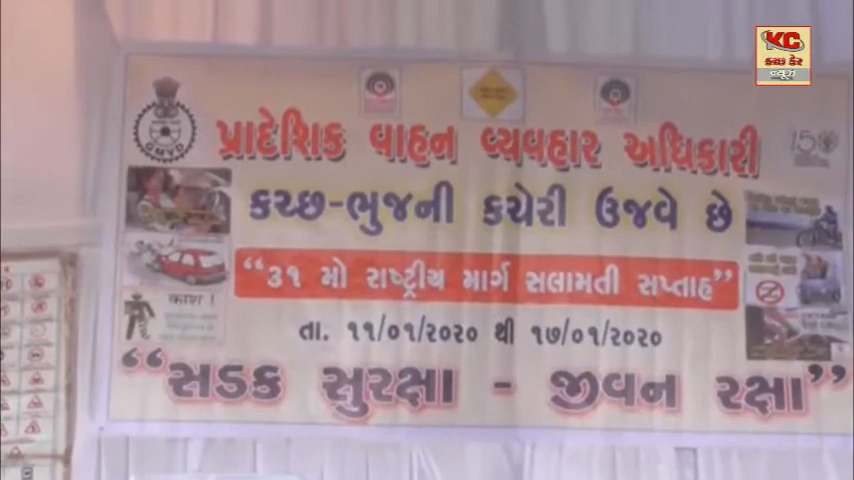 KC
કચ્છ કેર
ન્યૂઝ
GMVD
પ્રાદેશિક વાહન વ્યવહાર અધિકારી
કચ્છ-ભુજની કચેરી ઉજવે છે
“૩૧ મો રાષ્ટ્રીય માર્ગ સલામતી સપ્તાહ”
કાશ !
તા. ૧૧/૦૧/૨૦૨૦ થી ૧૭/૦૧/૨૦૨૦
“સડક સુરક્ષા - જીવન રક્ષા”